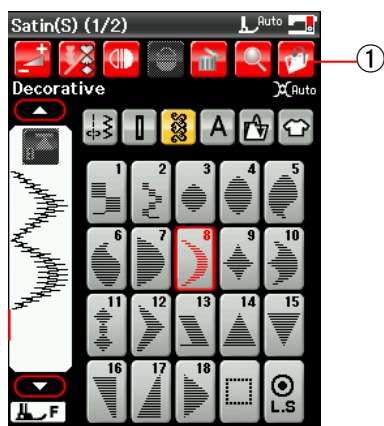 Satin(S) (1/2) Auto
①
Decorative Auto
A
1 2 3 4 5
6 7 8 9 10
11 12 13 14 15
16 17 18 L.S
F